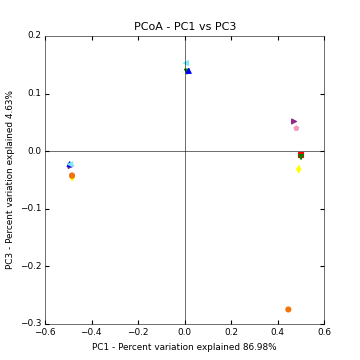 PCoA - PC1 vs PC3
0.2
0.1
0.0
−0.1
−0.2
−0.3
PC3 - Percent variation explained 4.63%
−0.6 −0.4 −0.2 0.0 0.2 0.4 0.6
PC1 - Percent variation explained 86.98%